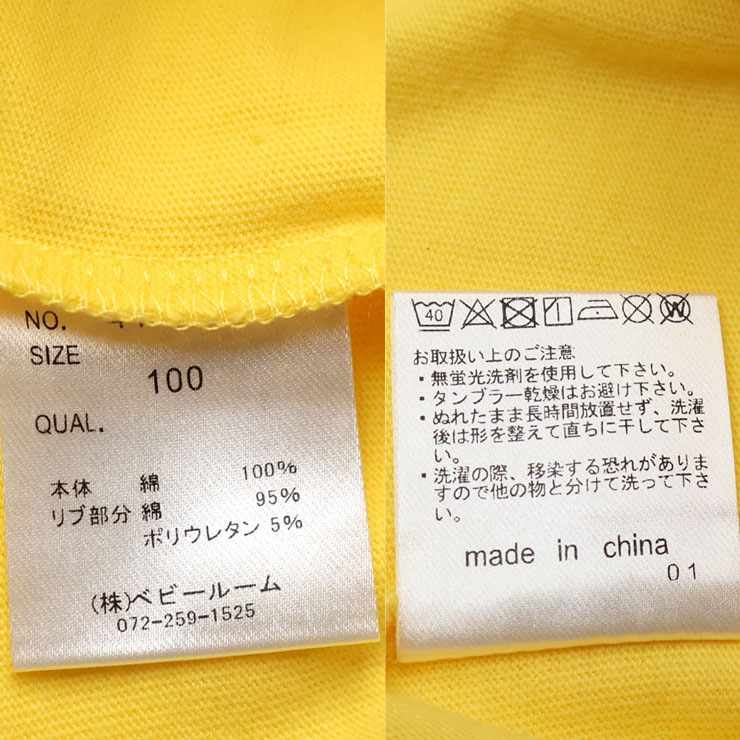 NO.
SIZE
100
QUAL.
本体 綿 100%
リブ部分 綿 95%
ポリウレタン 5%
(株)ベビールーム
072-259-1525
40
お取扱い上のご注意
・無蛍光洗剤を使用して下さい。
・タンブラー乾燥はお避け下さい。
・ぬれたまま長時間放置せず、洗濯
後は形を整えて直ちに干して下さ
い。
・洗濯の際、移染する恐れがありま
すので他の物と分けて洗って下さ
い。
made in china
01